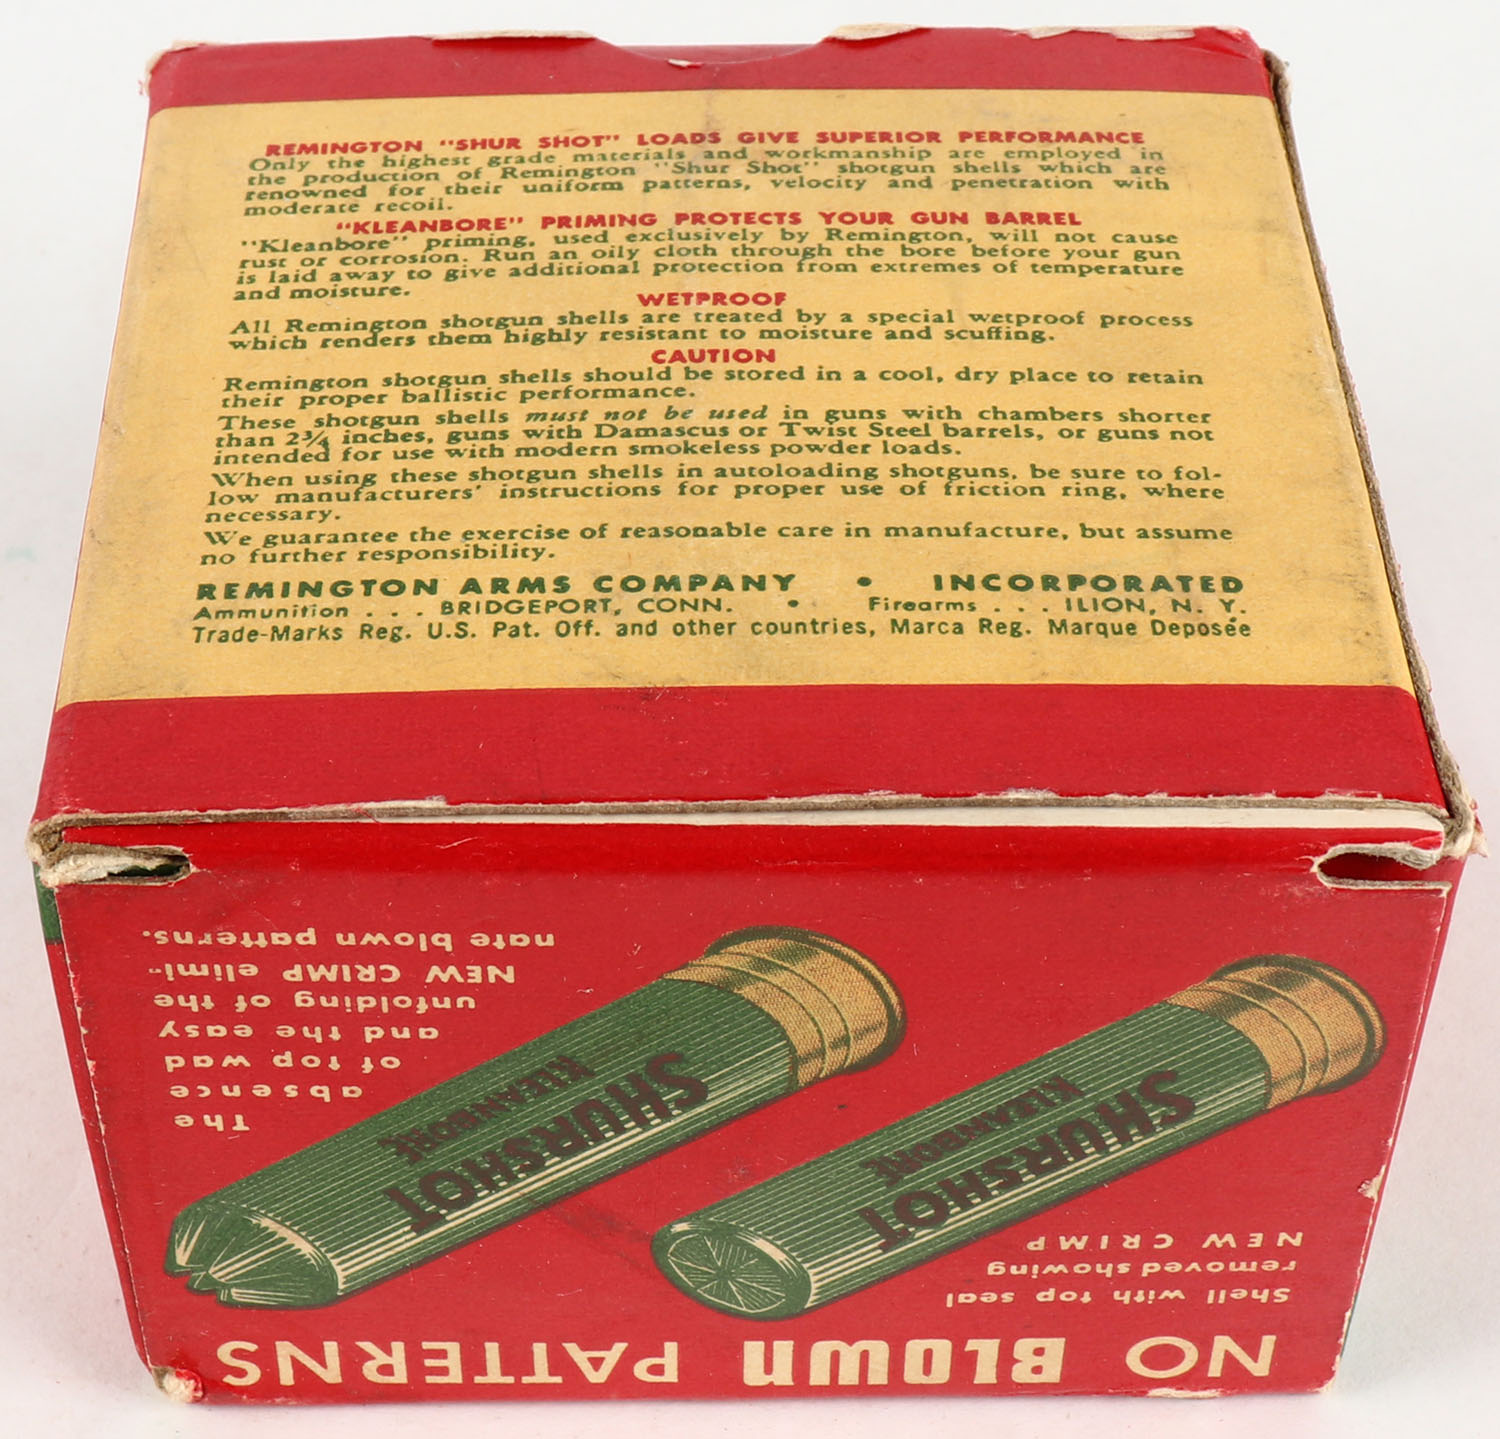 REMINGTON "SHUR SHOT" LOADS GIVE SUPERIOR PERFORMANCE
Only the highest grade materials and workmanship are employed in
the production of Remington "Shur Shot" shotgun shells which are
renowned for their uniform patterns, velocity and penetration with
moderate recoil.
"KLEANBORE" PRIMING PROTECTS YOUR GUN BARREL
"Kleanbore" priming, used exclusively by Remington, will not cause
rust or corrosion. Run an oily cloth through the bore before your gun
is laid away to give additional protection from extremes of temperature
and moisture.
WETPROOF
All Remington shotgun shells are treated by a special wetproof process
which renders them highly resistant to moisture and scuffing.
CAUTION
Remington shotgun shells should be stored in a cool, dry place to retain
their proper ballistic performance.
These shotgun shells must not be used in guns with chambers shorter
than 2¾ inches, guns with Damascus or Twist Steel barrels, or guns not
intended for use with modern smokeless powder loads.
When using these shotgun shells in autoloading shotguns, be sure to fol-
low manufacturers' instructions for proper use of friction ring, where
necessary.
We guarantee the exercise of reasonable care in manufacture, but assume
no further responsibility.
REMINGTON ARMS COMPANY • INCORPORATED
Ammunition . . . BRIDGEPORT, CONN. • Firearms . . . ILION, N. Y.
Trade-Marks Reg. U.S. Pat. Off. and other countries, Marca Reg. Marque Deposée
NO BLOWN PATTERNS
Shell with top seal
removed showing
NEW CRIMP
SHURSHOT
KLEANBORE
SHURSHOT
KLEANBORE
The
absence
of top wad
and the easy
unfolding of the
NEW CRIMP elimi-
nate blown patterns.